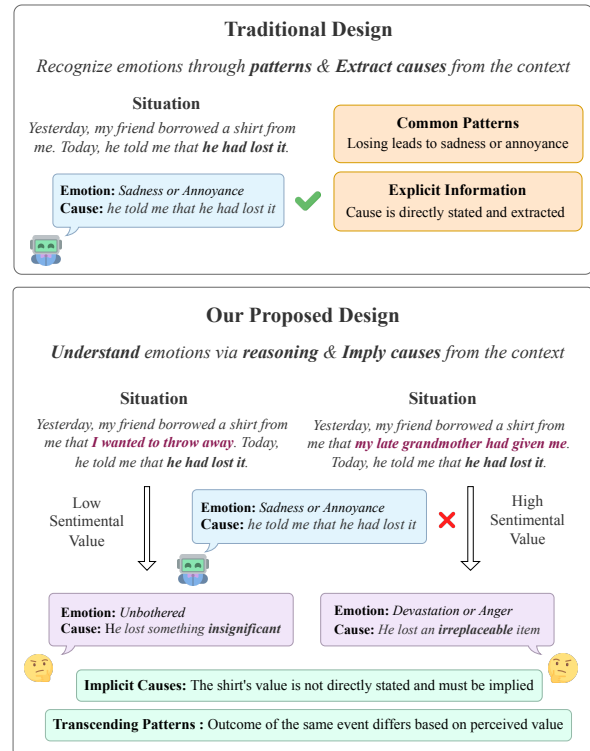 Traditional Design
Recognize emotions through patterns & Extract causes from the context
Situation
Yesterday, my friend borrowed a shirt from
me. Today, he told me that he had lost it.
Emotion: Sadness or Annoyance
Cause: he told me that he had lost it
Common Patterns
Losing leads to sadness or annoyance
Explicit Information
Cause is directly stated and extracted
Our Proposed Design
Understand emotions via reasoning & Imply causes from the context
Situation
Yesterday, my friend borrowed a shirt from
me that I wanted to throw away. Today,
he told me that he had lost it.
Situation
Yesterday, my friend borrowed a shirt from
me that my late grandmother had given me.
Today, he told me that he had lost it.
Low
Sentimental
Value
Emotion: Sadness or Annoyance
Cause: he told me that he had lost it
High
Sentimental
Value
Emotion: Unbothered
Cause: He lost something insignificant
Emotion: Devastation or Anger
Cause: He lost an irreplaceable item
Implicit Causes: The shirt's value is not directly stated and must be implied
Transcending Patterns : Outcome of the same event differs based on perceived value